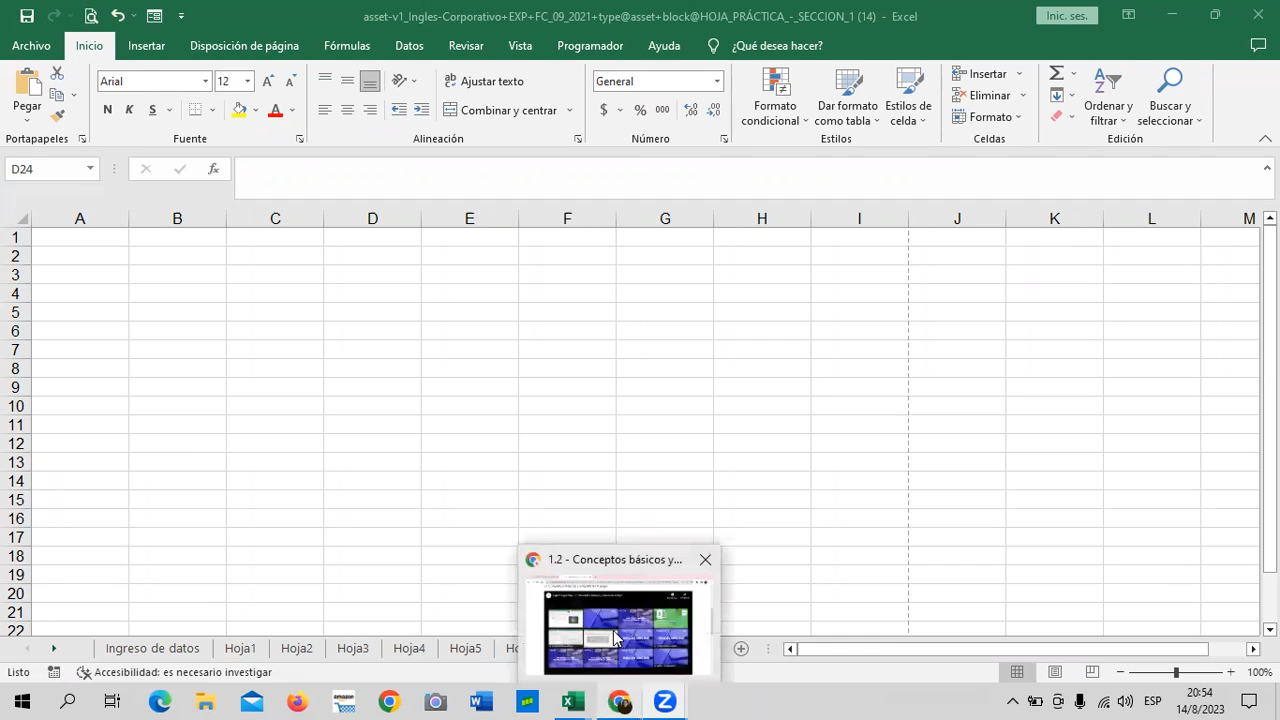 asset-v1_Ingles-Corporativo+EXP+FC_09_2021+type@asset+block@HOJA_PRÁCTICA_-_SECCION_1 (14) - Excel
Inic. ses.
Archivo Inicio Insertar Disposición de página Fórmulas Datos Revisar Vista Programador Ayuda ¿Qué desea hacer?
Pegar
Portapapeles
Arial 12
N K S
Fuente
Ajustar texto
Combinar y centrar
Alineación
General
$ % 000
Número
Formato condicional
Dar formato como tabla
Estilos de celda
Estilos
Insertar
Eliminar
Formato
Celdas
Ordenar y filtrar
Buscar y seleccionar
Edición
D24
fx
A B C D E F G H I J K L M
1
2
3
4
5
6
7
8
9
10
11
12
13
14
15
16
17
18
19
20
21
22
1.2 - Conceptos básicos y...
Ingreso de datos Hoja1 Hoja2 Hoja3 Hoja4 Hoja5
Listo Accesibilidad: es necesario investigar 100%
ESP
20:54
14/8/2023